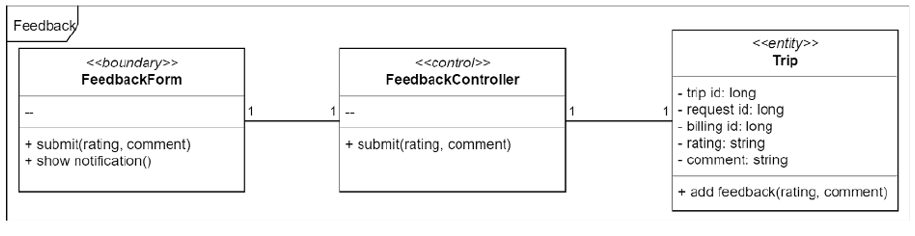 Feedback
<<boundary>>
FeedbackForm
--
+ submit(rating, comment)
+ show notification()
1
1
<<control>>
FeedbackController
--
+ submit(rating, comment)
1
1
<<entity>>
Trip
- trip id: long
- request id: long
- billing id: long
- rating: string
- comment: string
+ add feedback(rating, comment)